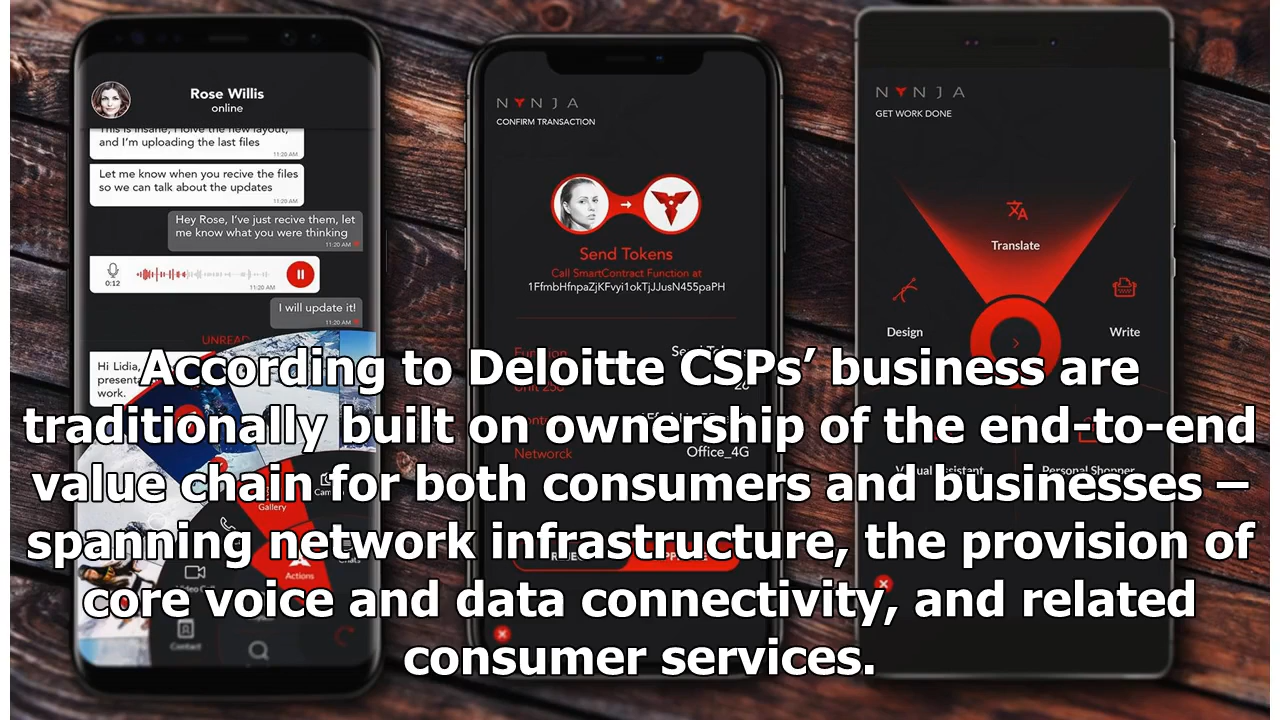 Rose Willis
online
This is insane, I lolve the new layout,
and I'm uploading the last files
11:20 AM
Let me know when you recive the files
so we can talk about the updates
11:20 AM
Hey Rose, I've just recive them, let
me know what you were thinking
11:20 AM
0:12
11:20 AM
I will update it!
11:20 AM
UNREAD
Hi Lidia,
work.
Gallery
Actions
Video Call
Contact
NYNJA
CONFIRM TRANSACTION
Send Tokens
Call SmartContract Function at
1FfmbHfnpaZjKFvyi1okTjJJusN455paPH
Office_4G
NYNJA
GET WORK DONE
Translate
Design
Write
Personal Shopper
According to Deloitte CSPs’ business are
traditionally built on ownership of the end-to-end
value chain for both consumers and businesses –
spanning network infrastructure, the provision of
core voice and data connectivity, and related
consumer services.